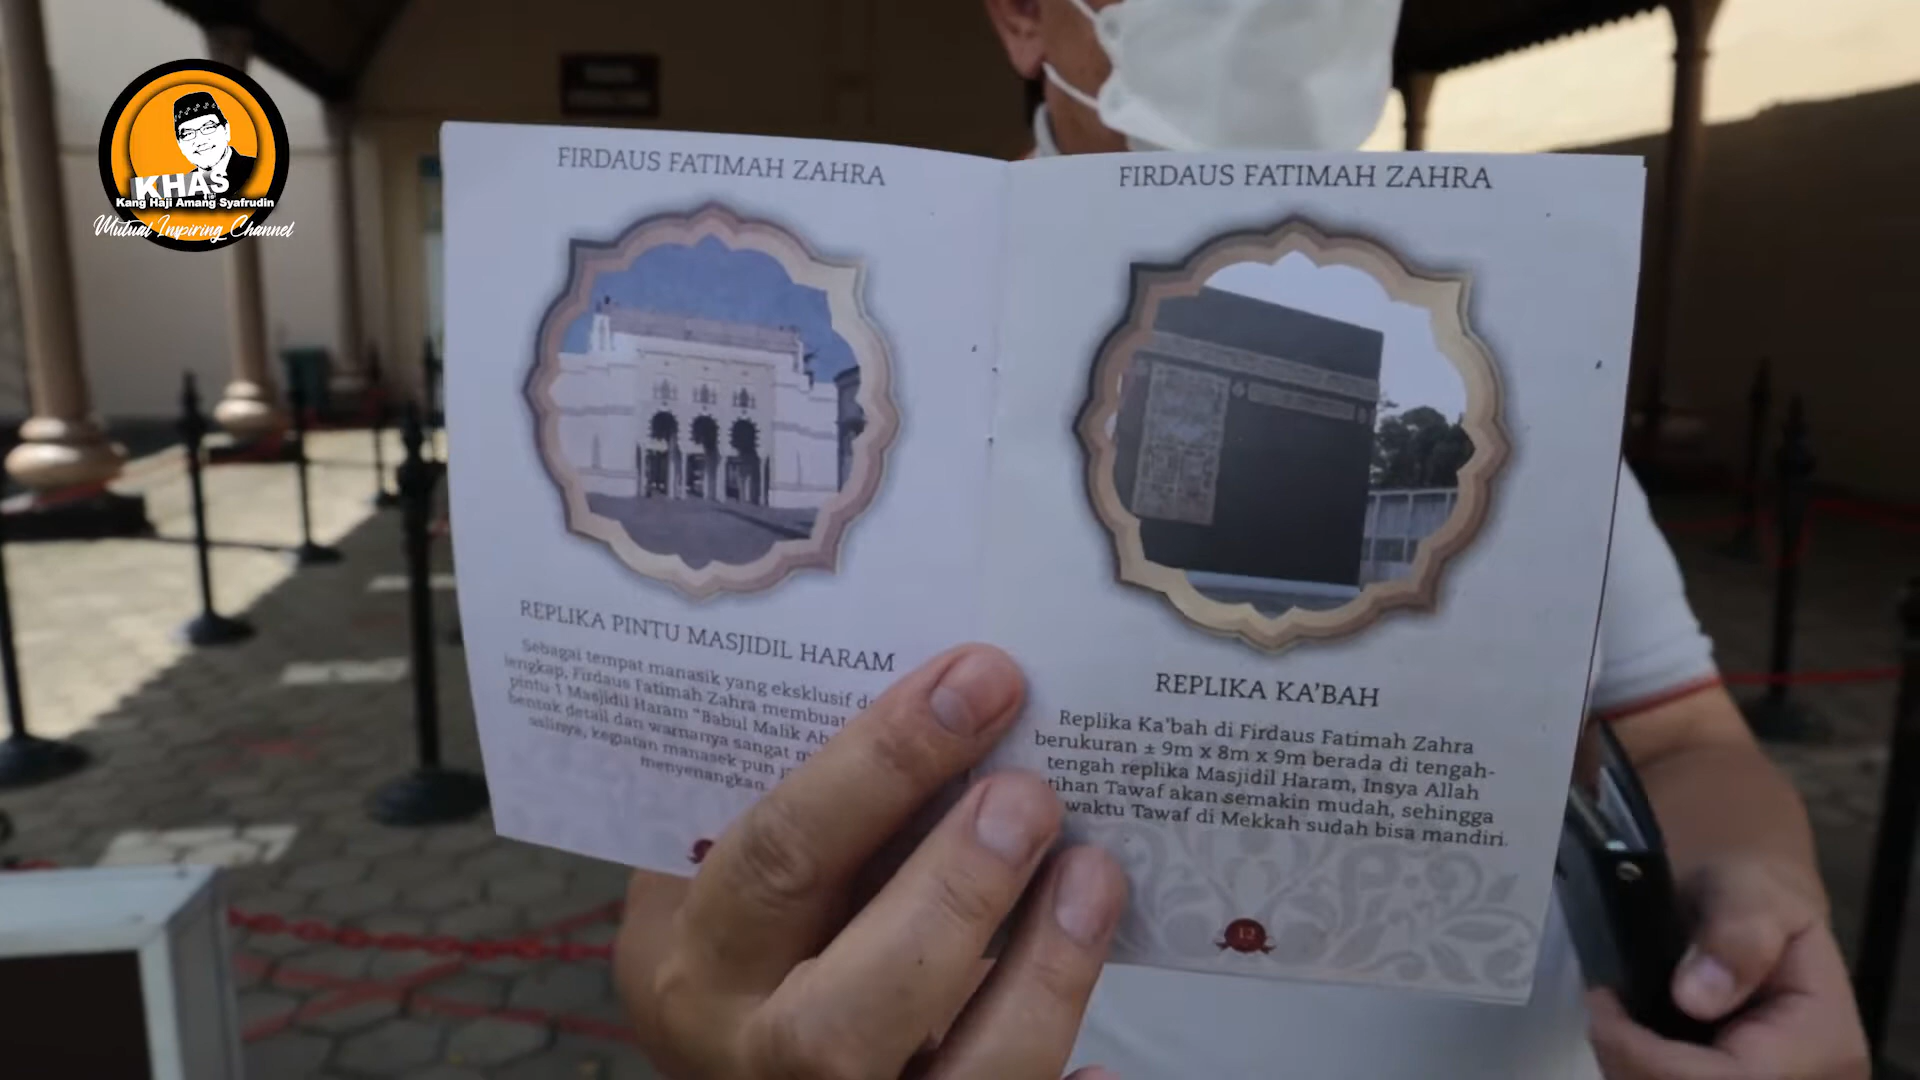 KHAS
Kang Haji Amang Syafrudin
Mutual Inspiring Channel
FIRDAUS FATIMAH ZAHRA
REPLIKA PINTU MASJIDIL HARAM
Sebagai tempat manasik yang eksklusif
lengkap, Firdaus Fatimah Zahra membuat
pintu 1 Masjidil Haram "Babul Malik
bentuk detail dan warnanya sangat
aslinya, kegiatan manasek pun
menyenangkan.
FIRDAUS FATIMAH ZAHRA
REPLIKA KA'BAH
Replika Ka'bah di Firdaus Fatimah Zahra
berukuran ± 9m x 8m x 9m berada di tengah-
tengah replika Masjidil Haram, Insya Allah
tihan Tawaf akan semakin mudah, sehingga
waktu Tawaf di Mekkah sudah bisa mandiri.
12